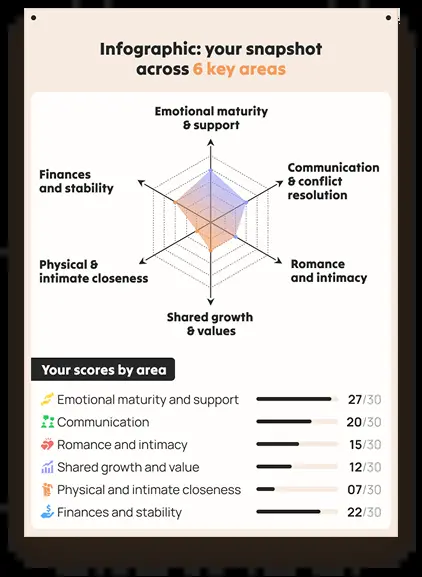 Infographic: your snapshot
across 6 key areas
Emotional maturity
& support
Finances
and stability
Communication
& conflict
resolution
Physical &
intimate closeness
Romance
and intimacy
Shared growth
& values
Your scores by area
Emotional maturity and support 27/30
Communication 20/30
Romance and intimacy 15/30
Shared growth and value 12/30
Physical and intimate closeness 07/30
Finances and stability 22/30